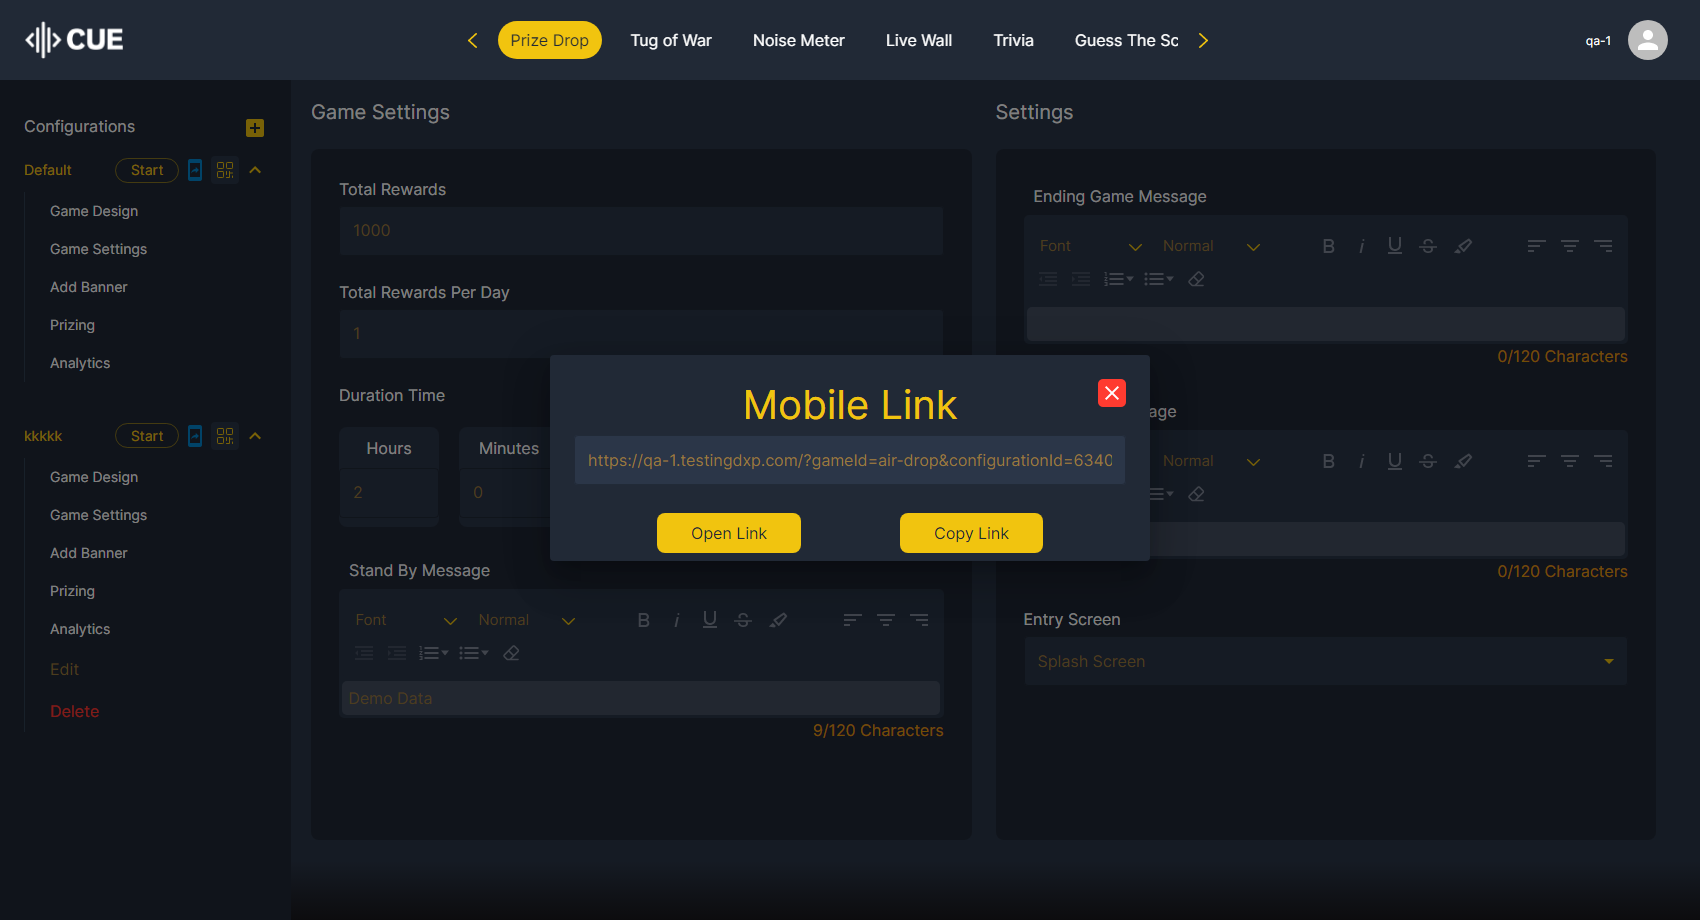 CUE
Prize Drop
Tug of War
Noise Meter
Live Wall
Trivia
Guess The Sc
qa-1
Configurations
Default
Start
Game Design
Game Settings
Add Banner
Prizing
Analytics
kkkkk
Start
Game Design
Game Settings
Add Banner
Prizing
Analytics
Edit
Delete
Game Settings
Total Rewards
1000
Total Rewards Per Day
1
Duration Time
Hours
Minutes
2
0
Stand By Message
Font
Normal
Demo Data
9/120 Characters
Mobile Link
https://qa-1.testingdxp.com/?gameId=air-drop&configurationId=6340
Open Link
Copy Link
Settings
Ending Game Message
Font
Normal
0/120 Characters
age
Normal
0/120 Characters
Entry Screen
Splash Screen